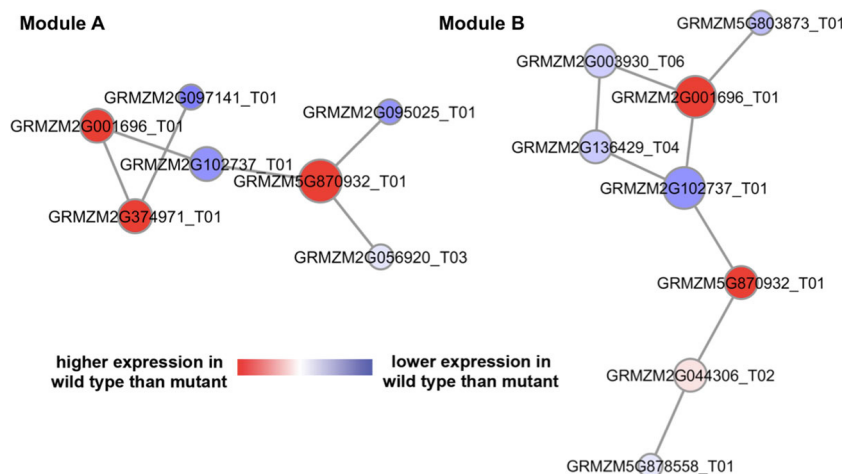 Module A
GRMZM2G097141_T01
GRMZM2G001696_T01
GRMZM2G095025_T01
GRMZM2G102737_T01
GRMZM5G870932_T01
GRMZM2G374971_T01
GRMZM2G056920_T03
higher expression in
wild type than mutant
lower expression in
wild type than mutant
Module B
GRMZM5G803873_T01
GRMZM2G003930_T06
GRMZM2G001696_T01
GRMZM2G136429_T04
GRMZM2G102737_T01
GRMZM5G870932_T01
GRMZM2G044306_T02
GRMZM5G878558_T01